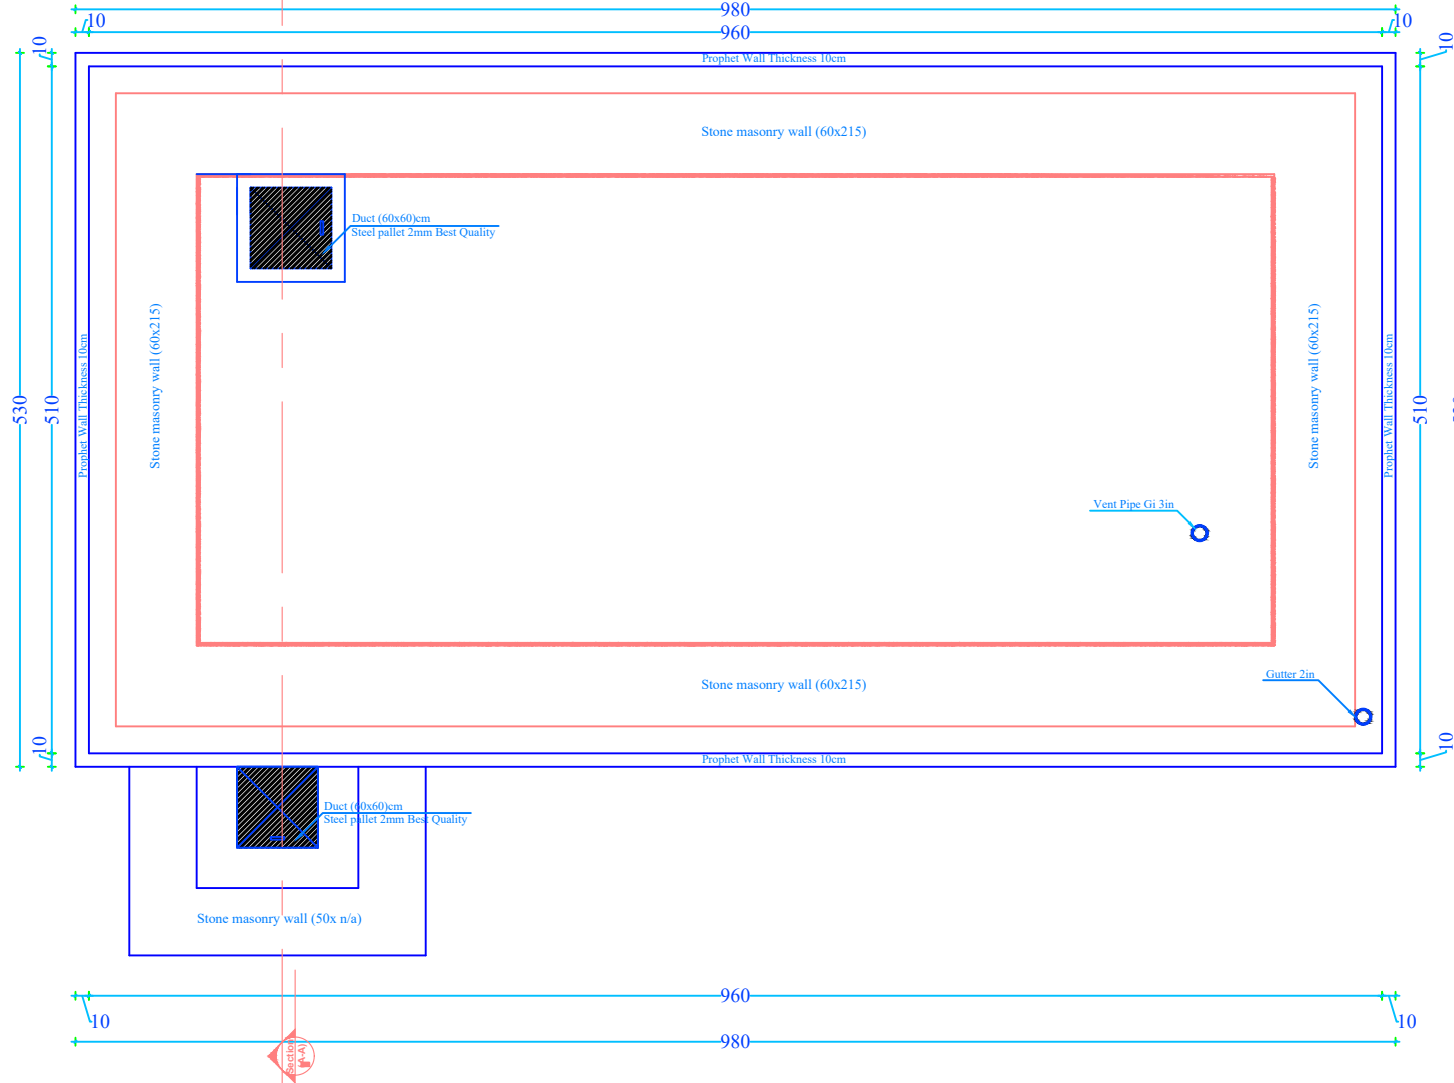 980
10
960
10
10
10
Prophet Wall Thickness 10cm
Stone masonry wall (60x215)
Duct (60x60)cm
Steel pallet 2mm Best Quality
Stone masonry wall (60x215)
Stone masonry wall (60x215)
Prophet Wall Thickness 10cm
Prophet Wall Thickness 10cm
530
510
510
Vent Pipe Gi 3in
Gutter 2in
Stone masonry wall (60x215)
10
10
Prophet Wall Thickness 10cm
Duct (60x60)cm
Steel pallet 2mm Best Quality
Stone masonry wall (50x n/a)
960
10
10
980
Section
(A-A)